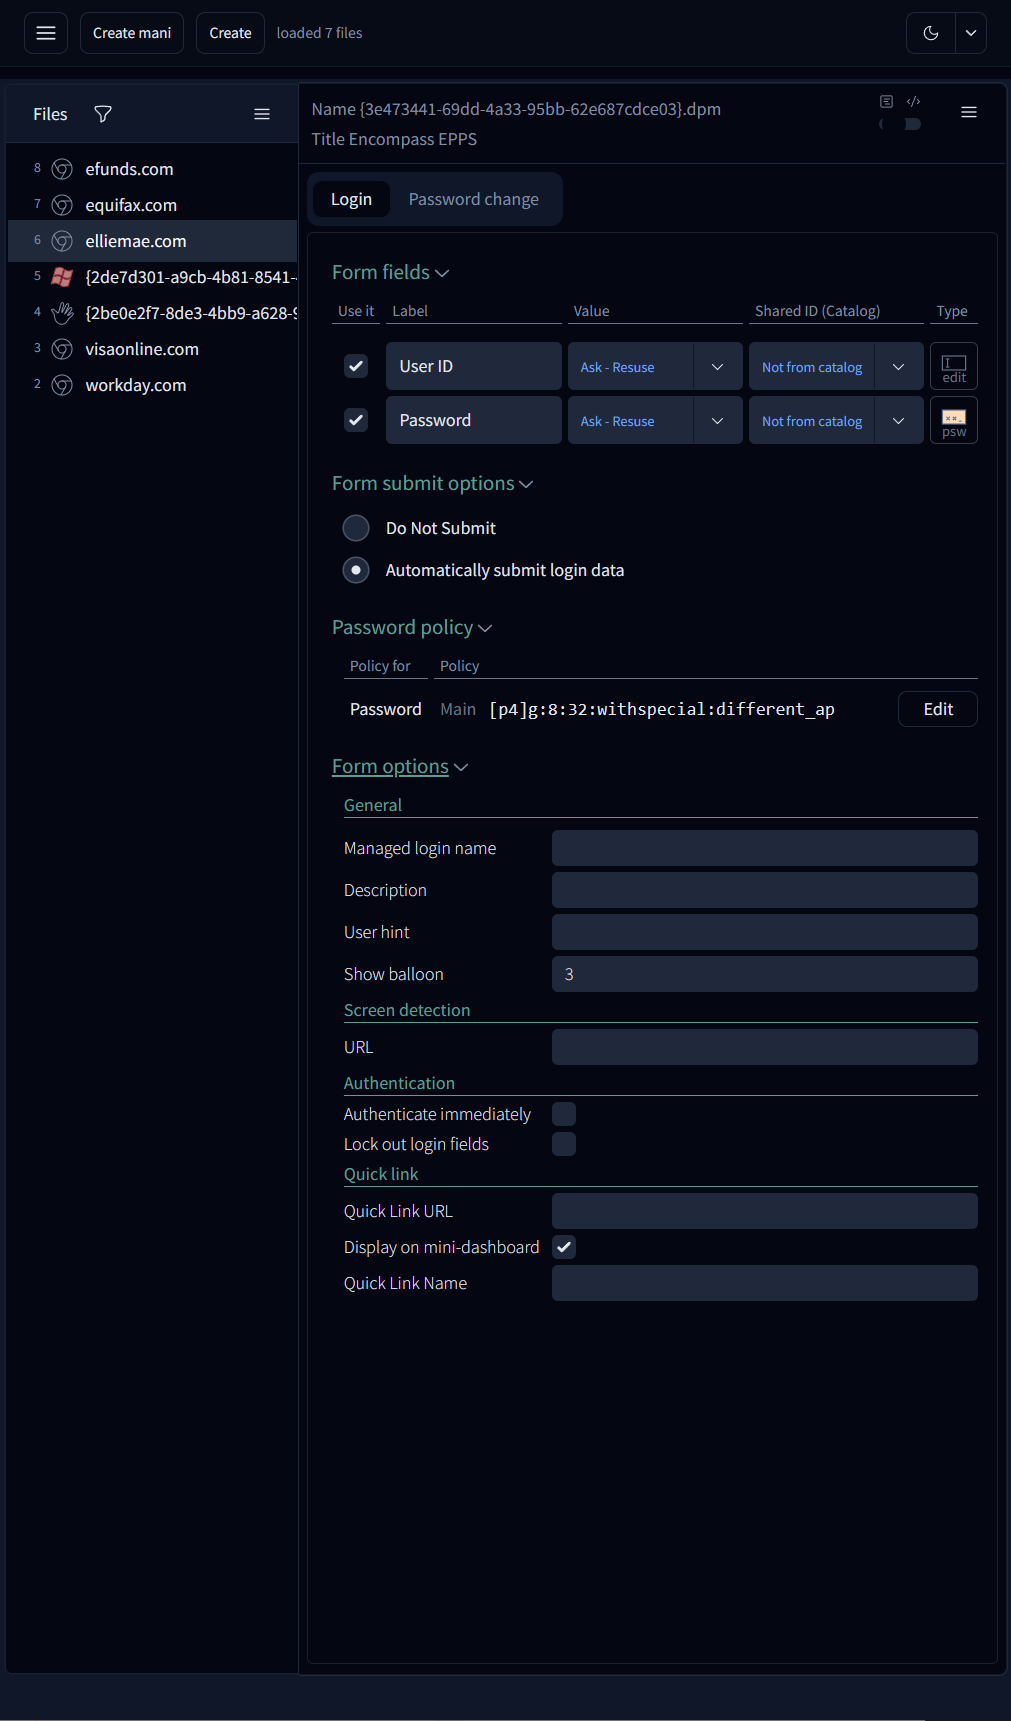 Create mani
Create
loaded 7 files
Files
8 efunds.com
7 equifax.com
6 elliemae.com
5 {2de7d301-a9cb-4b81-8541-
4 {2be0e2f7-8de3-4bb9-a628-9
3 visaonline.com
2 workday.com
Name {3e473441-69dd-4a33-95bb-62e687cdce03}.dpm
Title Encompass EPPS
Login Password change
Form fields
Use it Label Value Shared ID (Catalog) Type
User ID Ask - Resuse Not from catalog edit
Password Ask - Resuse Not from catalog psw
Form submit options
Do Not Submit
Automatically submit login data
Password policy
Policy for Policy
Password Main [p4]g:8:32:withspecial:different_ap Edit
Form options
General
Managed login name
Description
User hint
Show balloon 3
Screen detection
URL
Authentication
Authenticate immediately
Lock out login fields
Quick link
Quick Link URL
Display on mini-dashboard
Quick Link Name